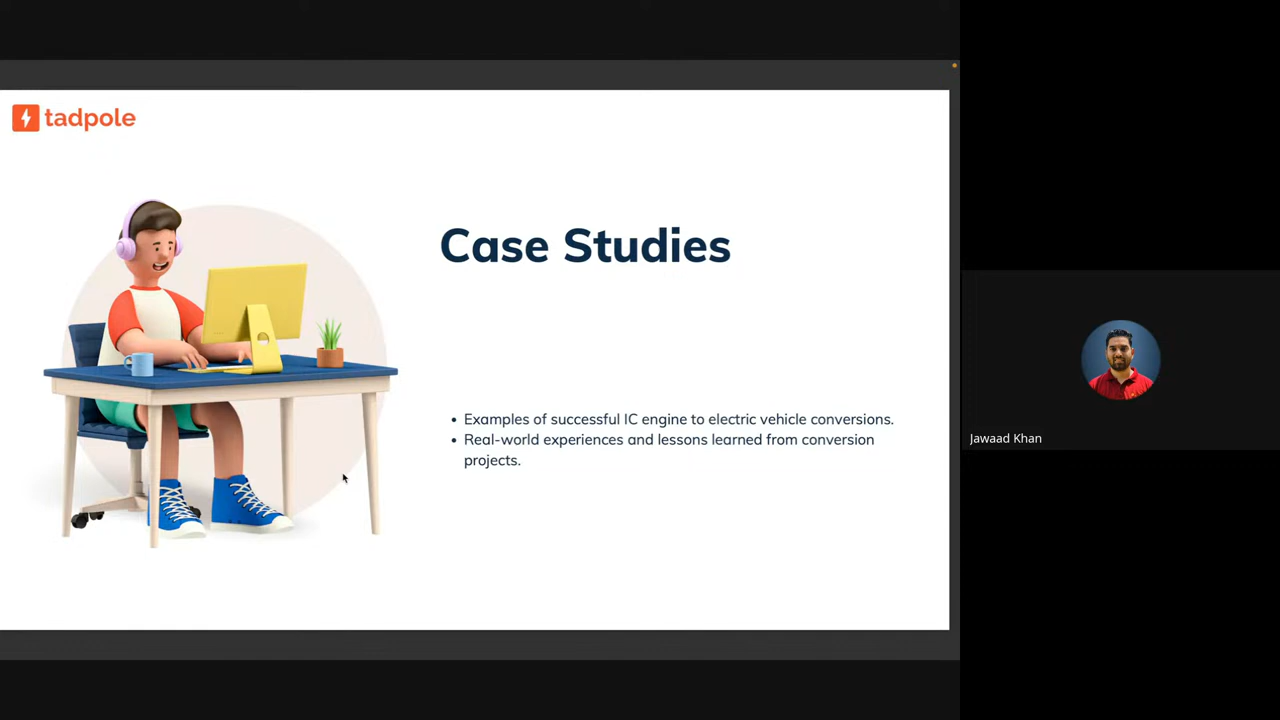 tadpole
Case Studies
• Examples of successful IC engine to electric vehicle conversions.
• Real-world experiences and lessons learned from conversion
projects.
Jawaad Khan